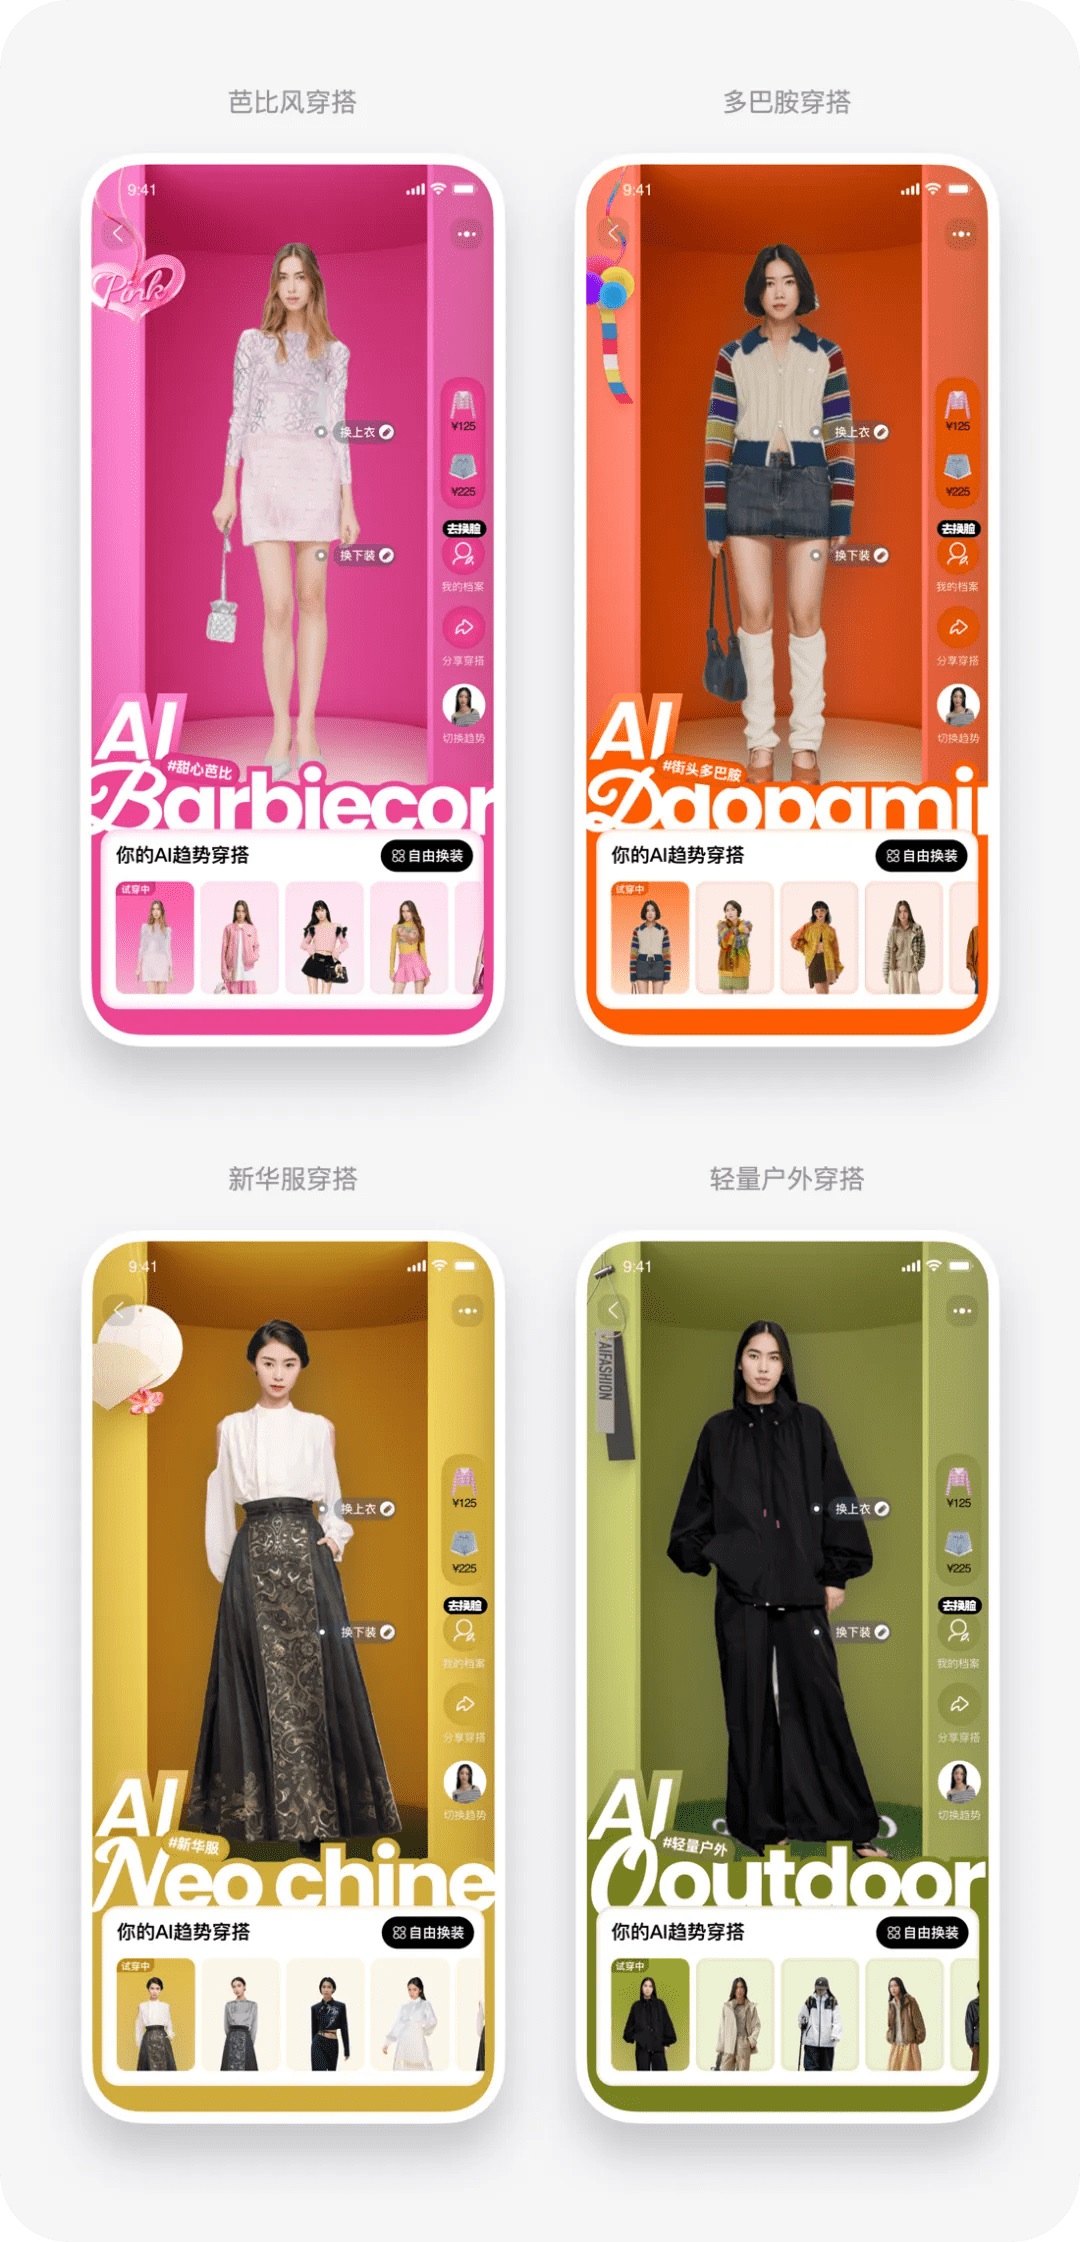 芭比风穿搭
9:41
Pink
换上衣
¥125
¥225
去换脸
换下装
我的档案
分享穿搭
切换趋势
AI
#甜心芭比
Barbiecor
你的AI趋势穿搭
自由换装
试穿中
多巴胺穿搭
9:41
换上衣
¥125
¥225
去换脸
换下装
我的档案
分享穿搭
切换趋势
AI
#街头多巴胺
Daopamin
你的AI趋势穿搭
自由换装
试穿中
新华服穿搭
9:41
换上衣
¥125
¥225
去换脸
换下装
我的档案
分享穿搭
切换趋势
AI
#新华服
Neo chine
你的AI趋势穿搭
自由换装
试穿中
轻量户外穿搭
9:41
AIFASHION
换上衣
¥125
¥225
去换脸
换下装
我的档案
分享穿搭
切换趋势
AI
#轻量户外
Ooutdoor
你的AI趋势穿搭
自由换装
试穿中